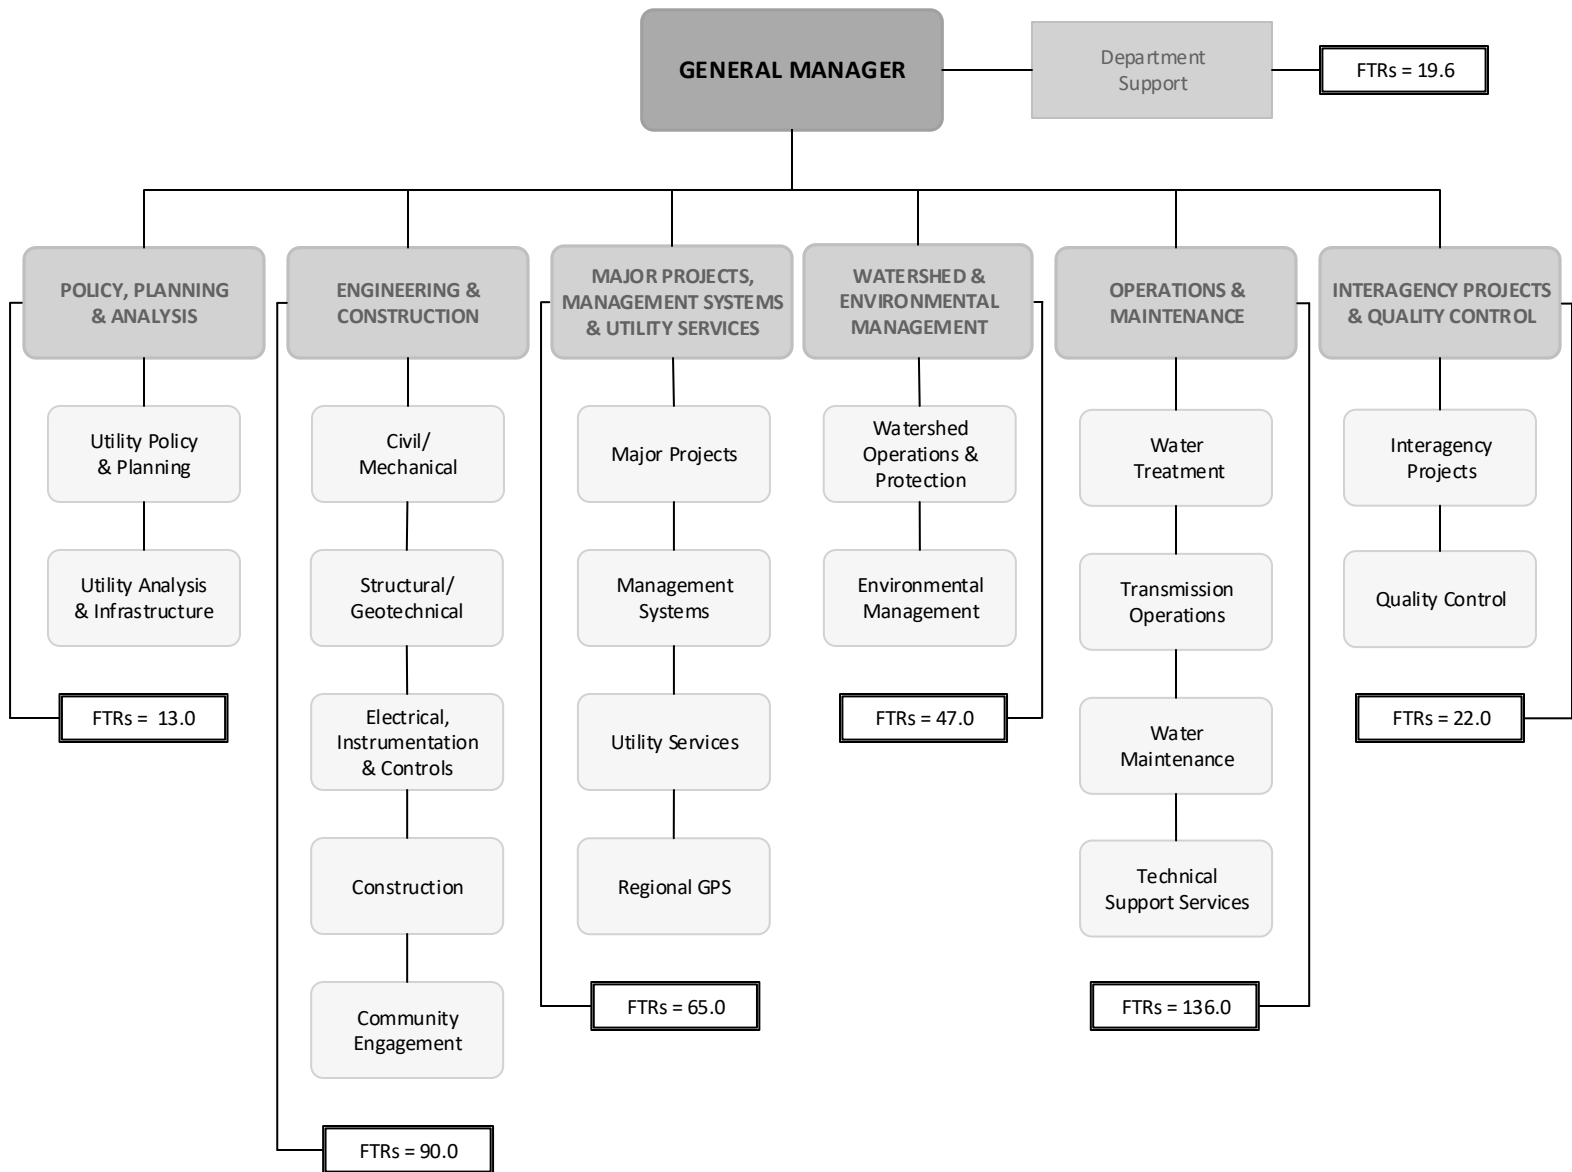 GENERAL MANAGER
Department
Support
FTRs = 19.6
POLICY, PLANNING
& ANALYSIS
ENGINEERING &
CONSTRUCTION
MAJOR PROJECTS,
MANAGEMENT SYSTEMS
& UTILITY SERVICES
WATERSHED &
ENVIRONMENTAL
MANAGEMENT
OPERATIONS &
MAINTENANCE
INTERAGENCY PROJECTS
& QUALITY CONTROL
Utility Policy
& Planning
Utility Analysis
& Infrastructure
FTRs = 13.0
Civil/
Mechanical
Structural/
Geotechnical
Electrical,
Instrumentation
& Controls
Construction
Community
Engagement
FTRs = 90.0
Major Projects
Management
Systems
Utility Services
Regional GPS
FTRs = 65.0
Watershed
Operations &
Protection
Environmental
Management
FTRs = 47.0
Water
Treatment
Transmission
Operations
Water
Maintenance
Technical
Support Services
FTRs = 136.0
Interagency
Projects
Quality Control
FTRs = 22.0